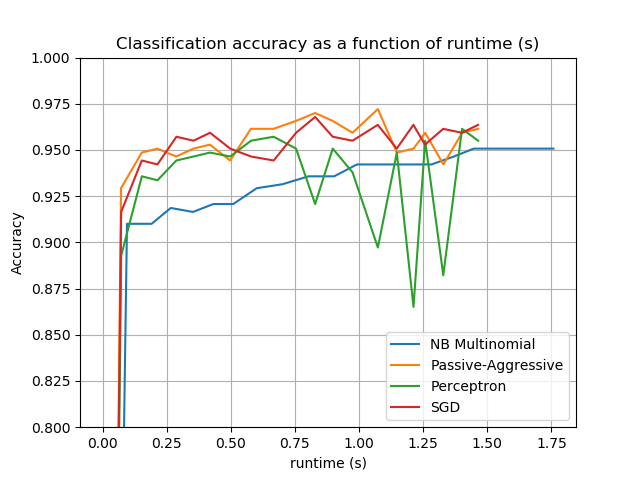 Classification accuracy as a function of runtime (s)
1.000
0.975
0.950
0.925
0.900
0.875
0.850
0.825
0.800
Accuracy
NB Multinomial
Passive-Aggressive
Perceptron
SGD
0.00 0.25 0.50 0.75 1.00 1.25 1.50 1.75
runtime (s)